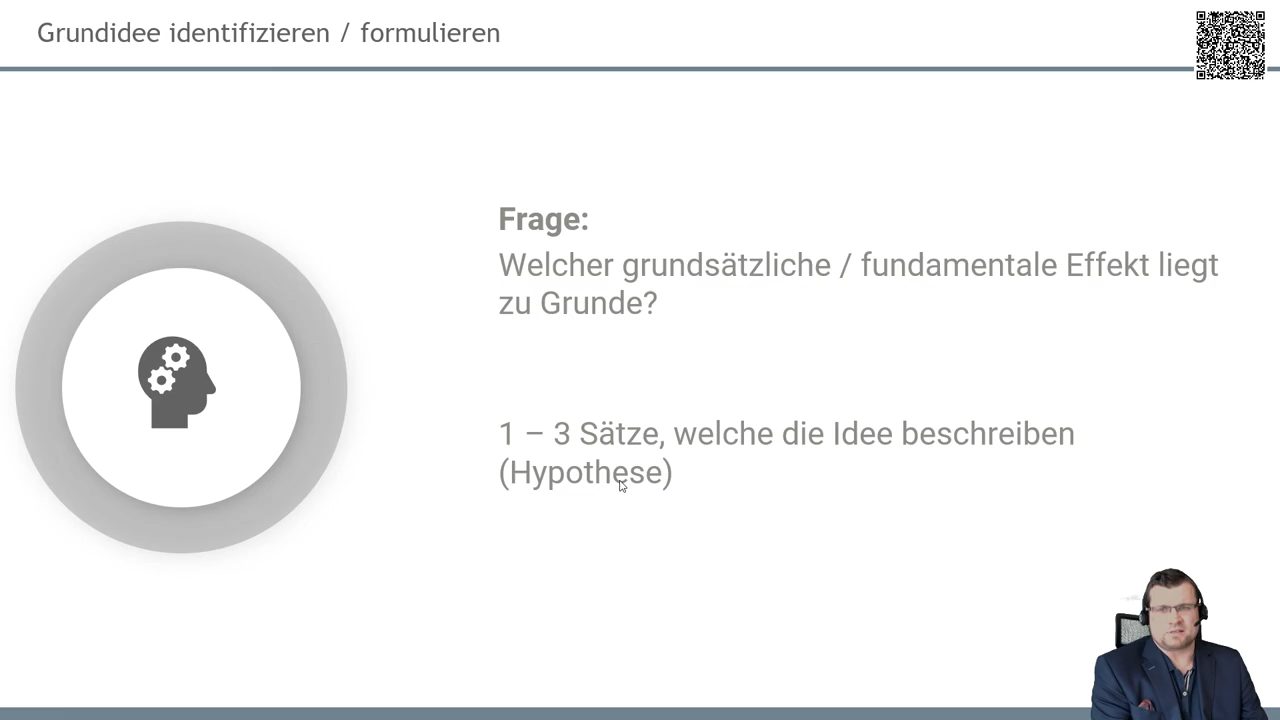 Grundidee identifizieren / formulieren
Frage:
Welcher grundsätzliche / fundamentale Effekt liegt
zu Grunde?
1 – 3 Sätze, welche die Idee beschreiben
(Hypothese)